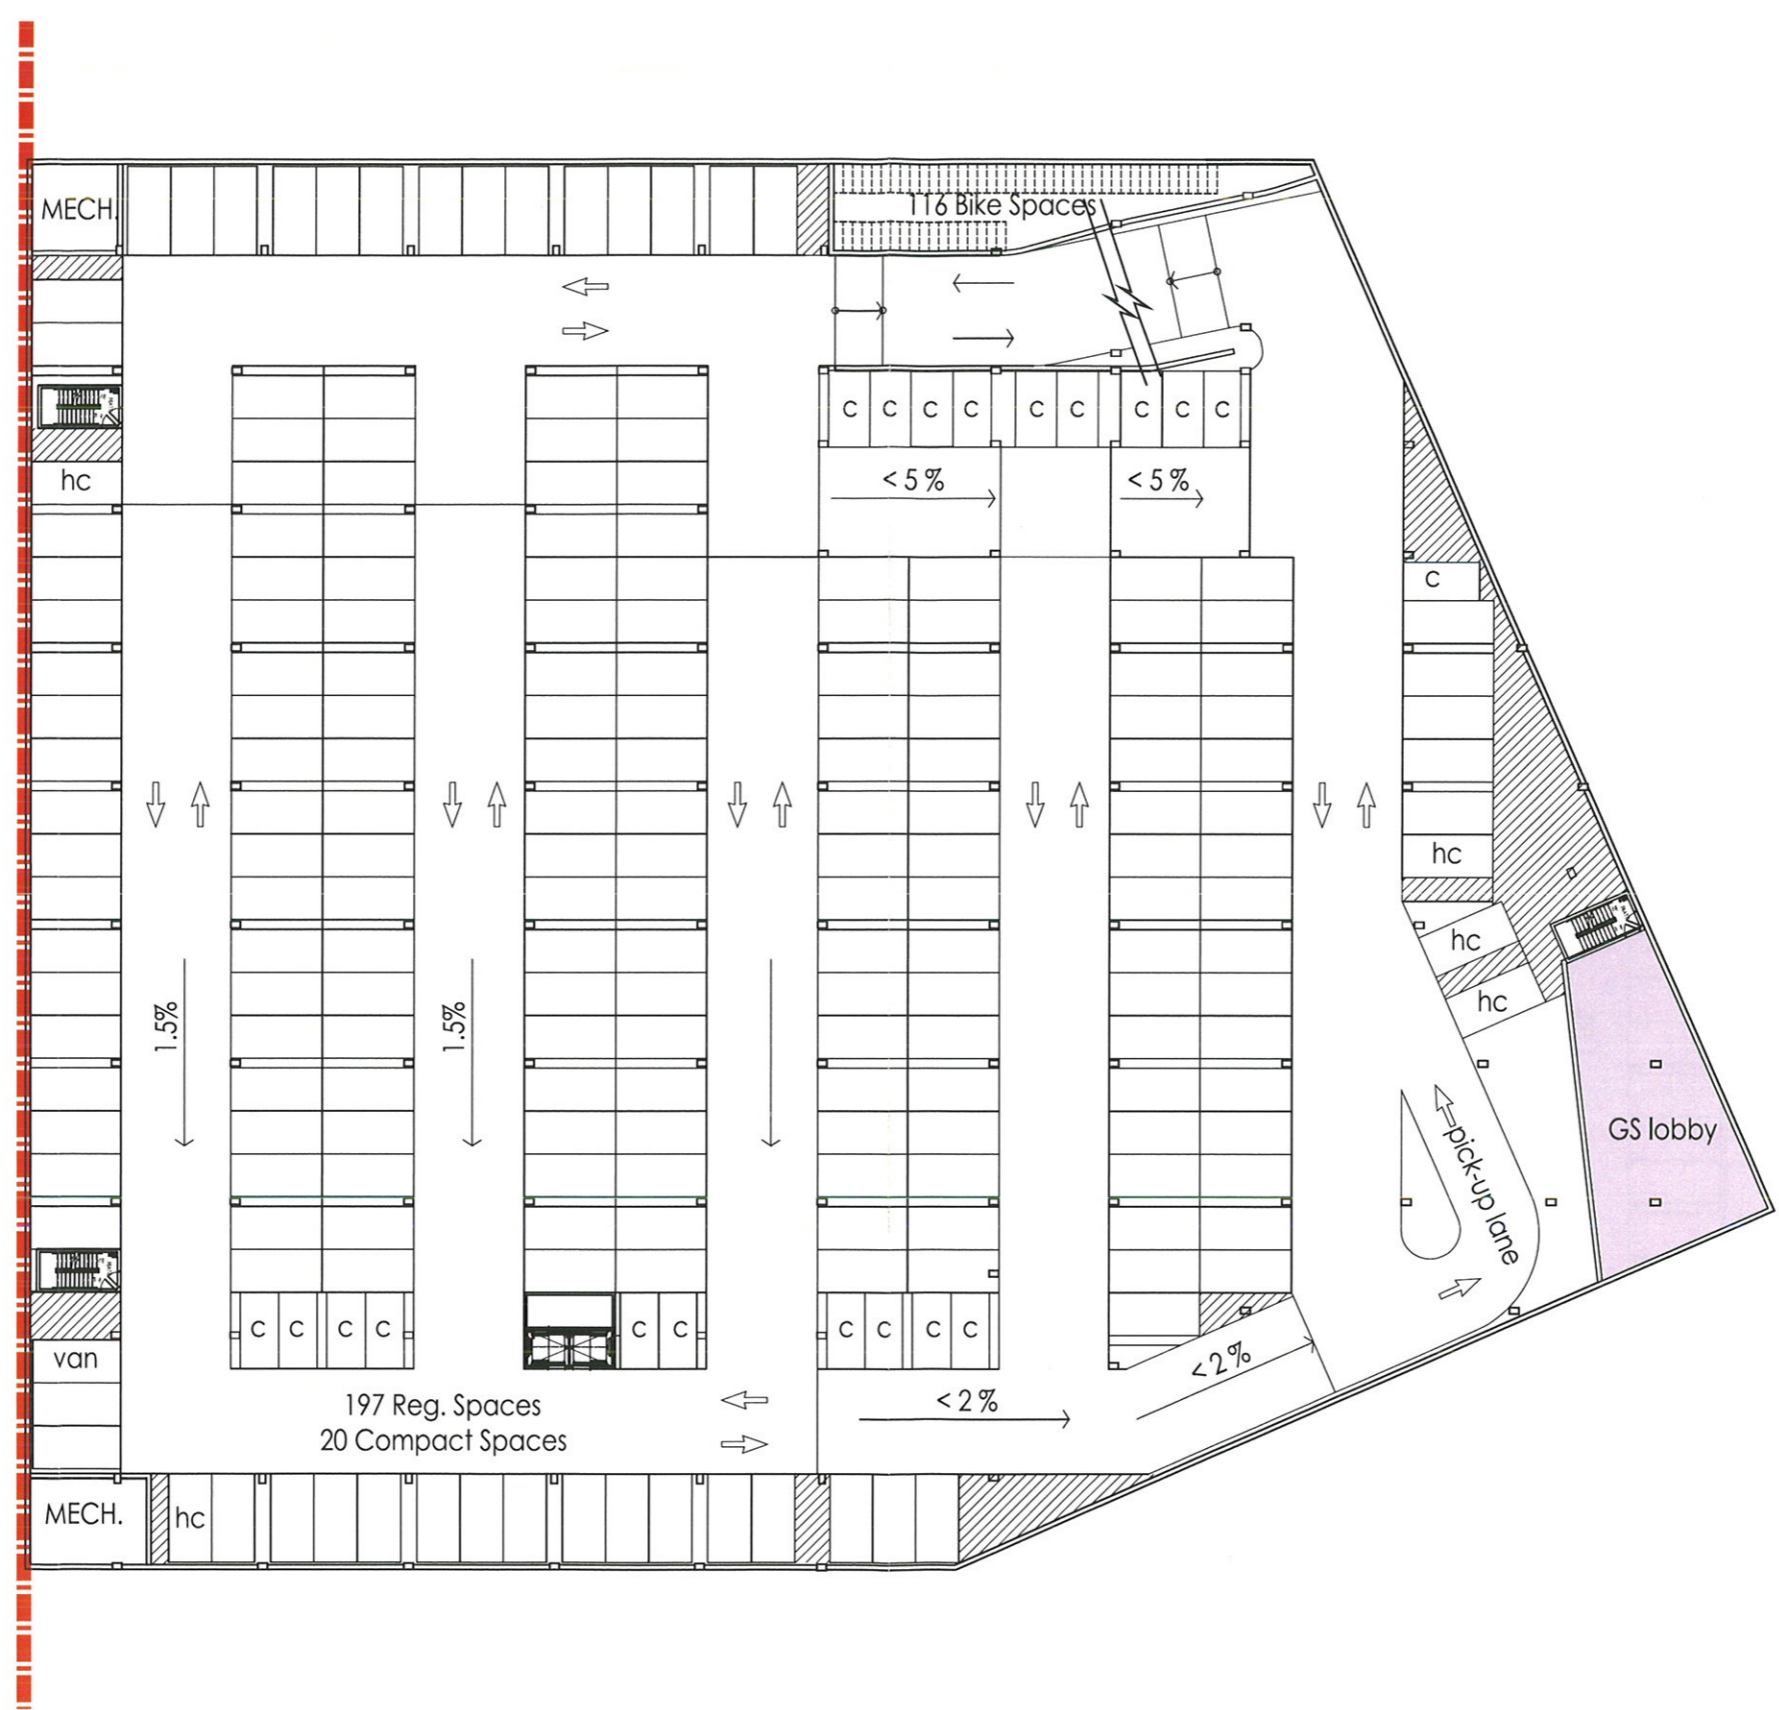 MECH.
116 Bike Spaces
C C C C C C C C C
hc
< 5 %
< 5 %
C
hc
hc
hc
1.5%
1.5%
GS lobby
pick-up lane
C C C C
C C
C C C C
van
< 2 %
197 Reg. Spaces
20 Compact Spaces
< 2 %
MECH.
hc